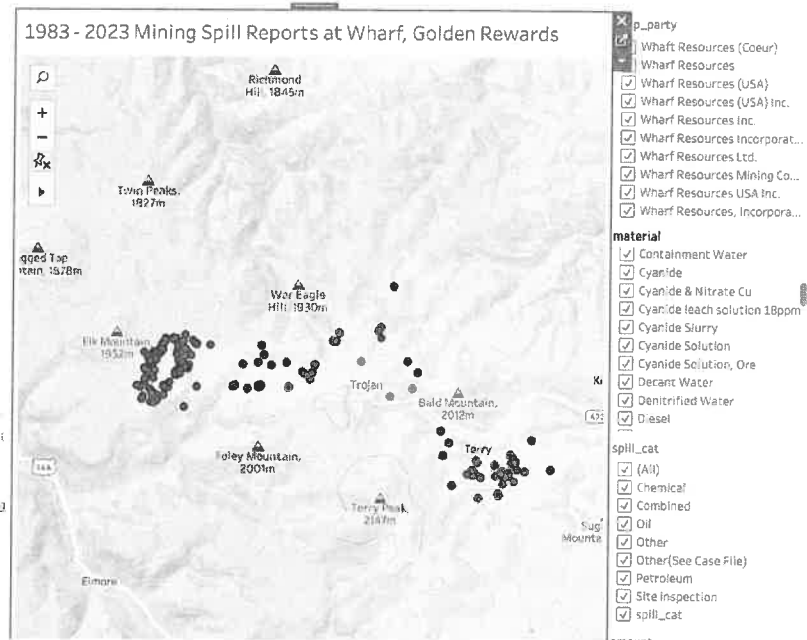 1983 - 2023 Mining Spill Reports at Wharf, Golden Rewards
Richmond
Hill, 1845m
Twin Peaks,
1827m
gged Top
ntain, 1878m
War Eagle
Hill, 1930m
Elk Mountain,
1952m
Trojan
Bald Mountain,
2012m
Foley Mountain,
2001m
Terry
Terry Peak,
2147m
Sug
Mounta
Elmore
p_party
Wharf Resources (Coeur)
Wharf Resources
Wharf Resources (USA)
Wharf Resources (USA) Inc.
Wharf Resources Inc.
Wharf Resources Incorporat...
Wharf Resources Ltd.
Wharf Resources Mining Co...
Wharf Resources USA Inc.
Wharf Resources, Incorpora...
material
Containment Water
Cyanide
Cyanide & Nitrate Cu
Cyanide leach solution 18ppm
Cyanide Slurry
Cyanide Solution
Cyanide Solution, Ore
Decant Water
Denitrified Water
Diesel
spill_cat
(All)
Chemical
Combined
Oil
Other
Other(See Case File)
Petroleum
Site Inspection
spill_cat